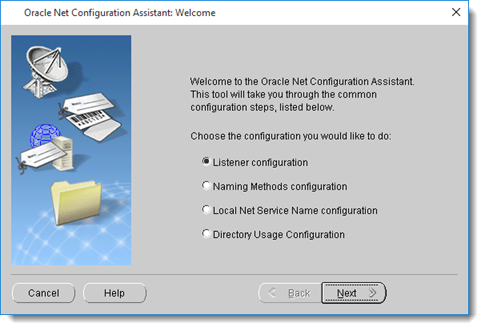 Oracle Net Configuration Assistant: Welcome
Welcome to the Oracle Net Configuration Assistant.
This tool will take you through the common
configuration steps, listed below.
Choose the configuration you would like to do:
Listener configuration
Naming Methods configuration
Local Net Service Name configuration
Directory Usage Configuration
Cancel Help Back Next